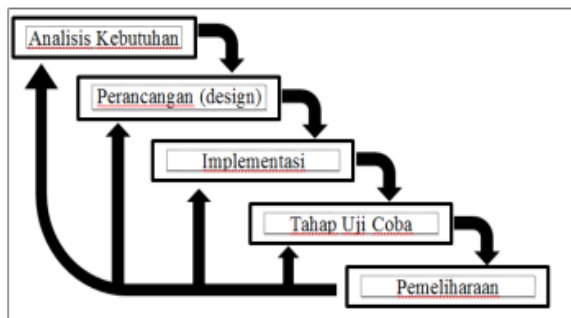 Analisis Kebutuhan
Perancangan (design)
Implementasi
Tahap Uji Coba
Pemeliharaan